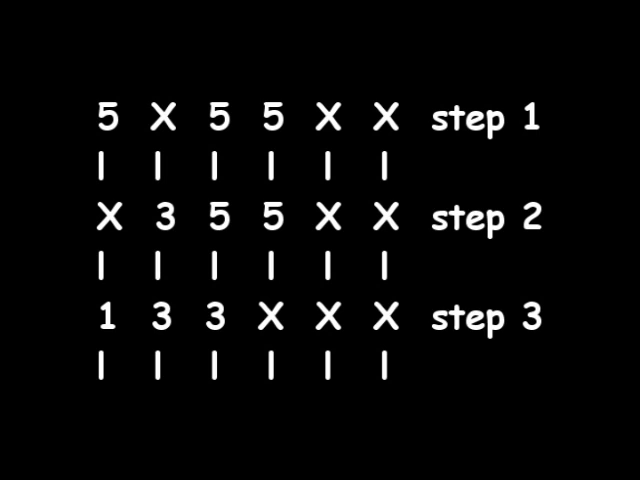 5 X 5 5 X X step 1
| | | | | |
X 3 5 5 X X step 2
| | | | | |
1 3 3 X X X step 3
| | | | | |